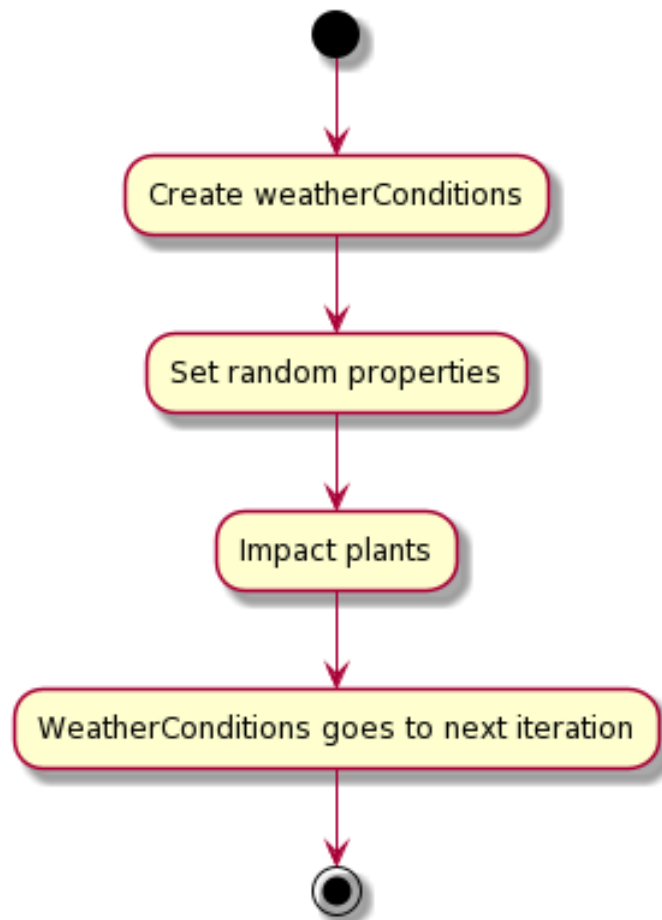 Create weatherConditions
Set random properties
Impact plants
WeatherConditions goes to next iteration